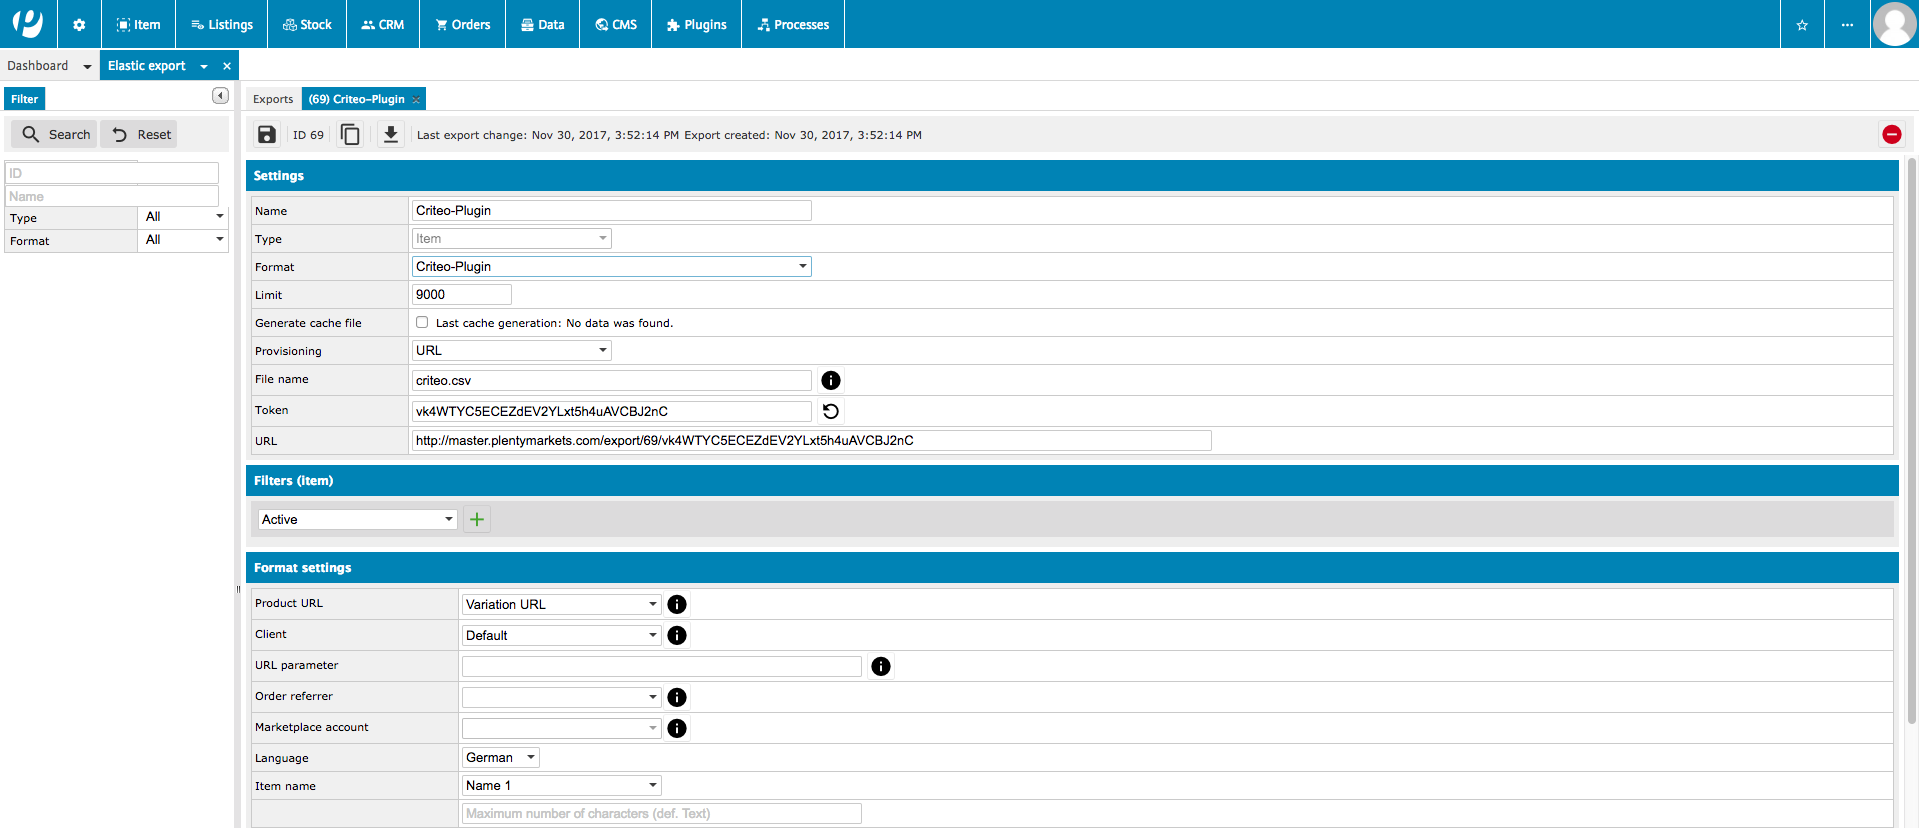 Item Listings Stock CRM Orders Data CMS Plugins Processes ...
Dashboard Elastic export ×
Filter
Search Reset
ID
Name
Type All
Format All
Exports (69) Criteo-Plugin ×
ID 69 Last export change: Nov 30, 2017, 3:52:14 PM Export created: Nov 30, 2017, 3:52:14 PM
Settings
Name Criteo-Plugin
Type Item
Format Criteo-Plugin
Limit 9000
Generate cache file Last cache generation: No data was found.
Provisioning URL
File name criteo.csv
Token vk4WTYC5ECEZdEV2YLxt5h4uAVCBJ2nC
URL http://master.plentymarkets.com/export/69/vk4WTYC5ECEZdEV2YLxt5h4uAVCBJ2nC
Filters (item)
Active
Format settings
Product URL Variation URL
Client Default
URL parameter
Order referrer
Marketplace account
Language German
Item name Name 1
Maximum number of characters (def. Text)